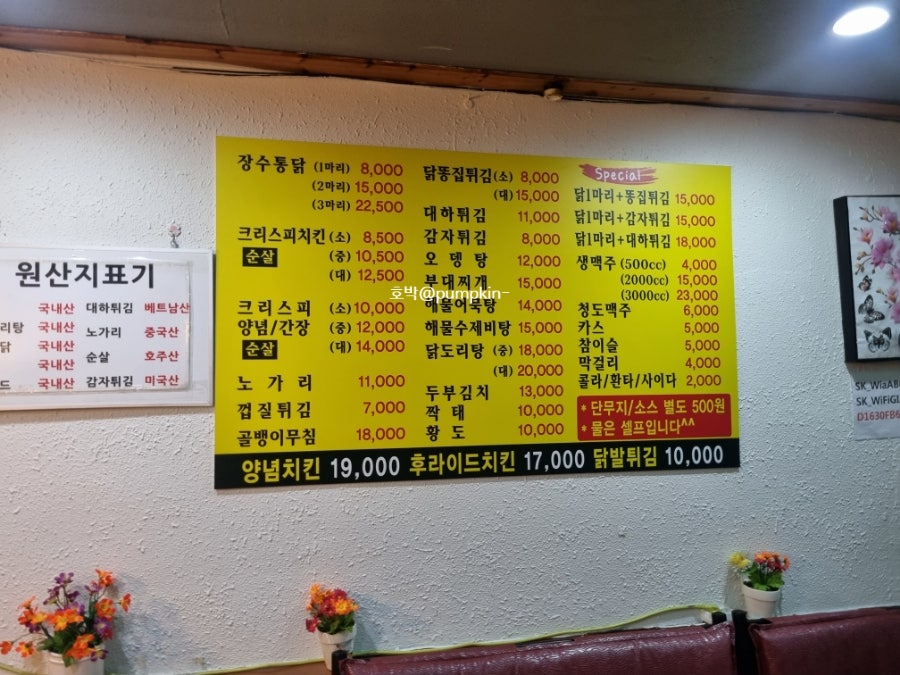 장수통닭 (1마리) 8,000
(2마리) 15,000
(3마리) 22,500
크리스피치킨 (소) 8,500
순살 (중) 10,500
(대) 12,500
크리스피 (소) 10,000
양념/간장 (중) 12,000
순살 (대) 14,000
노가리 11,000
껍질튀김 7,000
골뱅이무침 18,000
닭똥집튀김 (소) 8,000
(대) 15,000
대하튀김 11,000
감자튀김 8,000
오뎅탕 12,000
부대찌개 15,000
해물어묵탕 14,000
해물수제비탕 15,000
닭도리탕 (중) 18,000
(대) 20,000
두부김치 13,000
짝태 10,000
황도 10,000
Special
닭1마리+똥집튀김 15,000
닭1마리+감자튀김 15,000
닭1마리+대하튀김 18,000
생맥주 (500cc) 4,000
(2000cc) 15,000
(3000cc) 23,000
청도맥주 6,000
카스 5,000
참이슬 5,000
막걸리 4,000
콜라/환타/사이다 2,000
* 단무지/소스 별도 500원
* 물은 셀프입니다^^
양념치킨 19,000 후라이드치킨 17,000 닭발튀김 10,000
호박@pumpkin-
원산지표기
국내산 대하튀김 베트남산
리탕 국내산 노가리 중국산
닭 국내산
국내산 순살 호주산
드 국내산 감자튀김 미국산
SK_WiaAB
SK_WiFiGI
D1630FB6